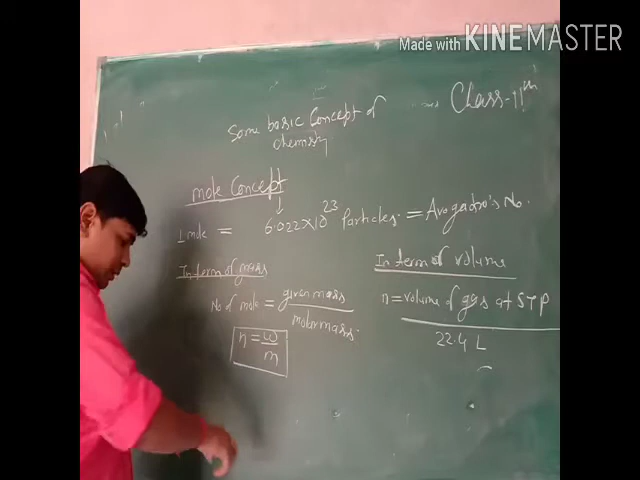 Made with KINEMASTER
Class-11th
Some basic Concept of
chemistry
mole Concept
1 mole = 6.022×10^23 Particles. = Avogadro's No.
In term of mass
No of mole = given mass / molar mass.
n = w / m
In term of volume
n = volume of gas at STP / 22.4 L